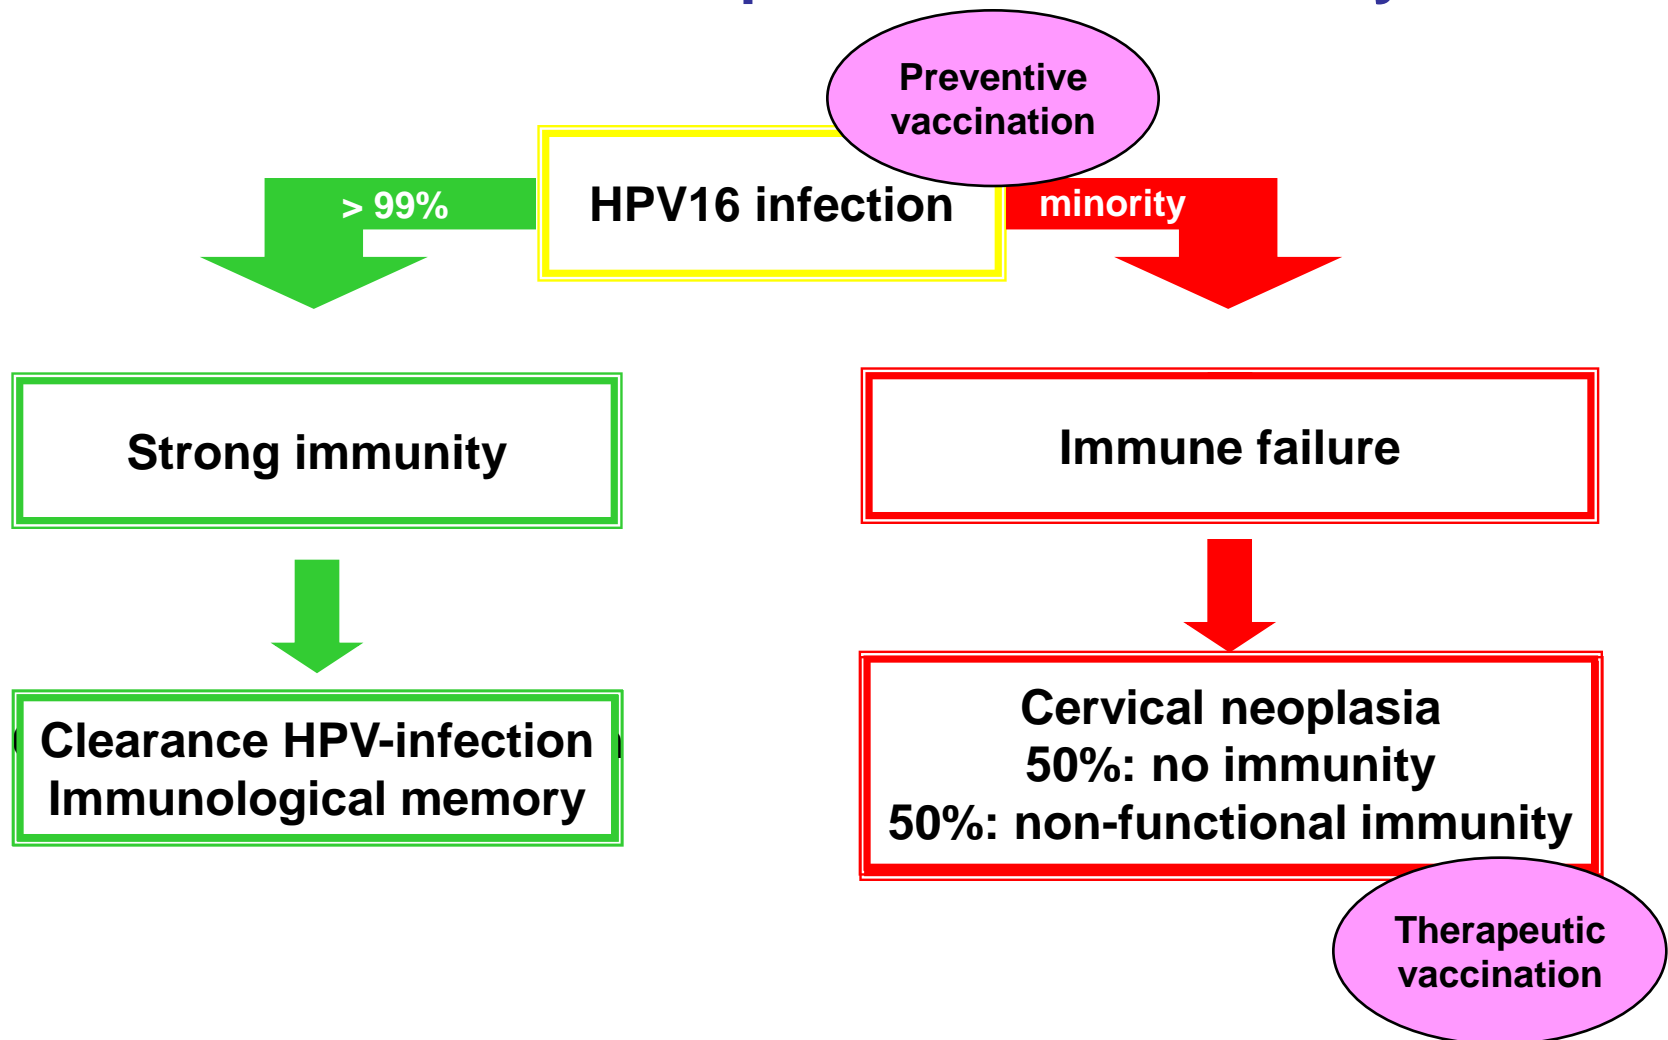 Preventive
vaccination
> 99%
HPV16 infection
minority
Strong immunity
Immune failure
Clearance HPV-infection
Immunological memory
Cervical neoplasia
50%: no immunity
50%: non-functional immunity
Therapeutic
vaccination